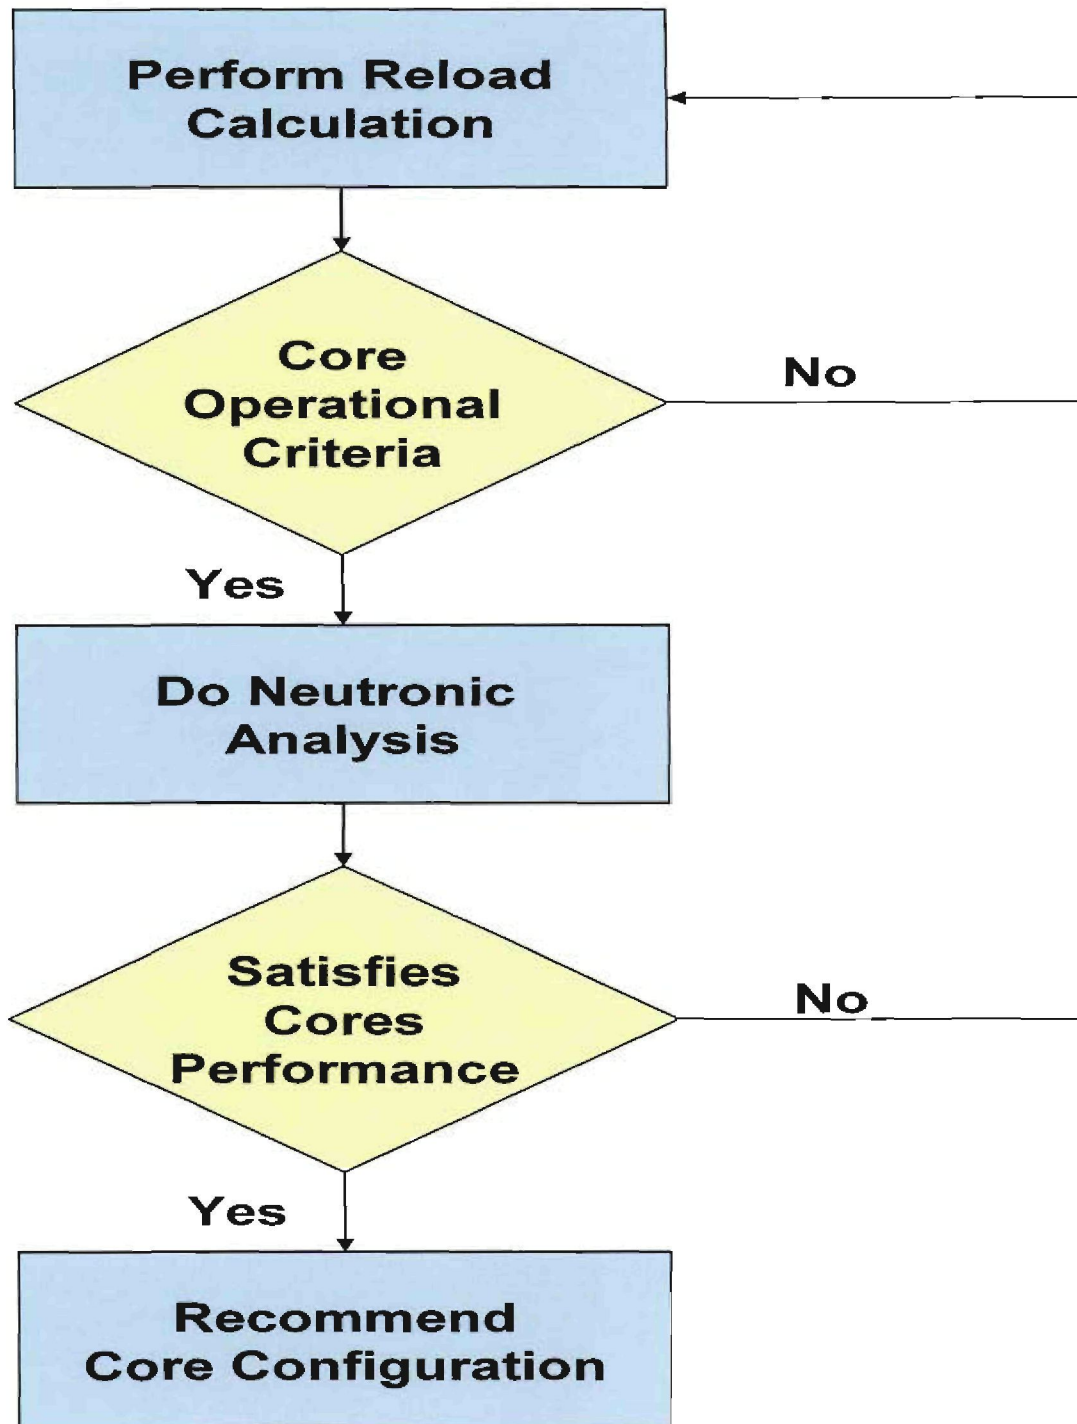 Perform Reload
Calculation
Core
Operational
Criteria
No
Yes
Do Neutronic
Analysis
Satisfies
Cores
Performance
No
Yes
Recommend
Core Configuration